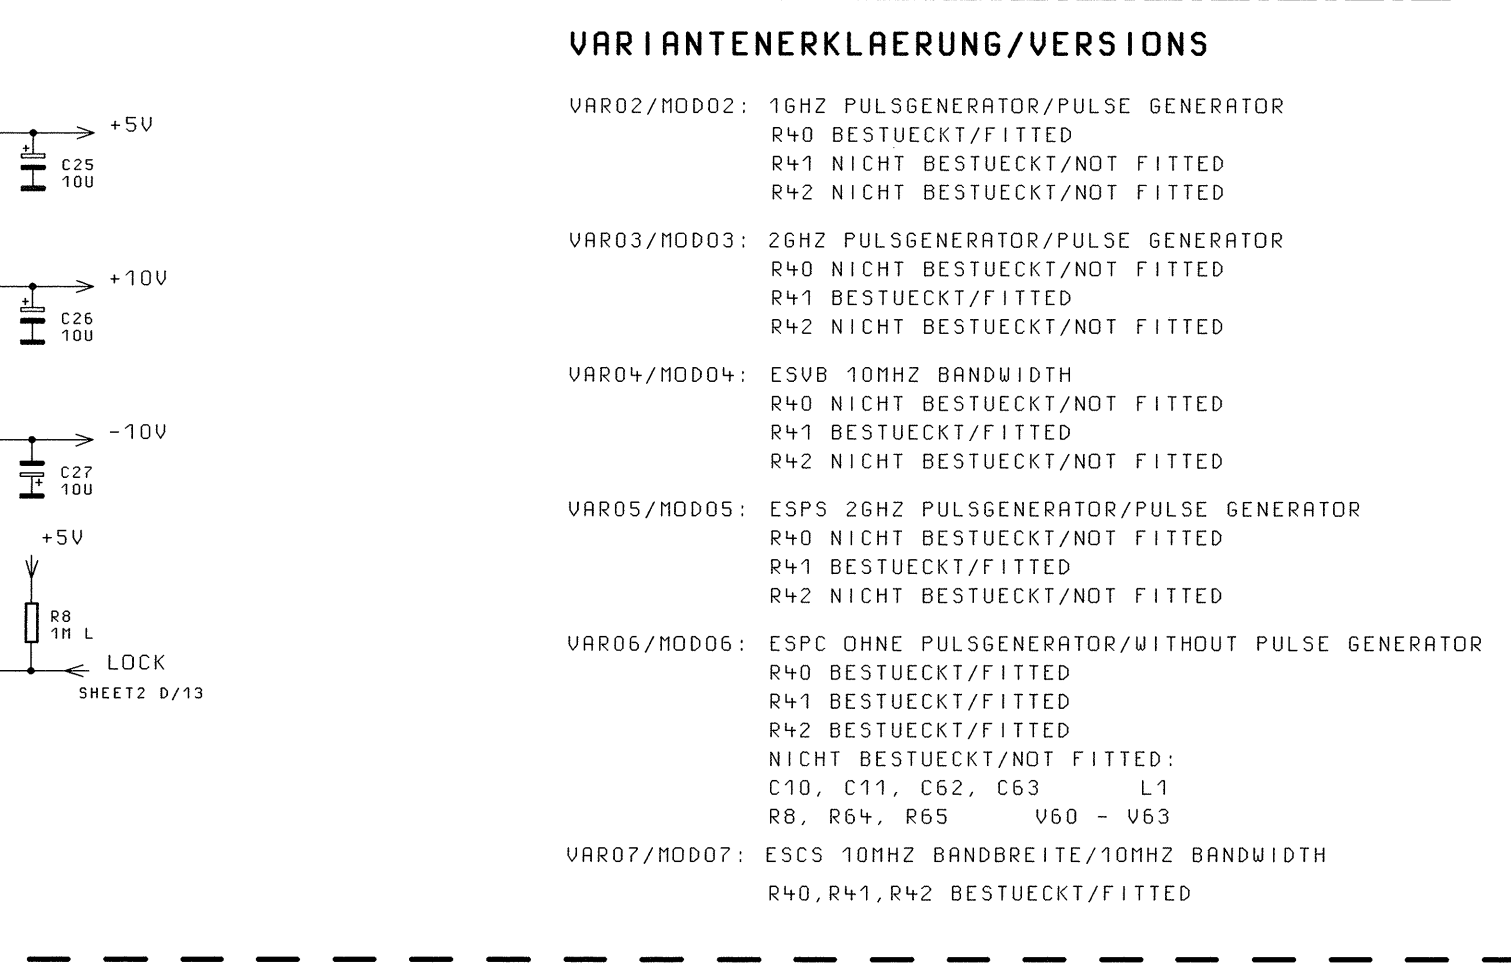 VARIANTENERKLAERUNG/VERSIONS
+5V
+
C25
10U
+10V
+
C26
10U
-10V
C27
+
10U
+5V
R8
1M L
LOCK
SHEET2 D/13
VAR02/MOD02: 1GHZ PULSGENERATOR/PULSE GENERATOR
R40 BESTUECKT/FITTED
R41 NICHT BESTUECKT/NOT FITTED
R42 NICHT BESTUECKT/NOT FITTED
VAR03/MOD03: 2GHZ PULSGENERATOR/PULSE GENERATOR
R40 NICHT BESTUECKT/NOT FITTED
R41 BESTUECKT/FITTED
R42 NICHT BESTUECKT/NOT FITTED
VAR04/MOD04: ESVB 10MHZ BANDWIDTH
R40 NICHT BESTUECKT/NOT FITTED
R41 BESTUECKT/FITTED
R42 NICHT BESTUECKT/NOT FITTED
VAR05/MOD05: ESPS 2GHZ PULSGENERATOR/PULSE GENERATOR
R40 NICHT BESTUECKT/NOT FITTED
R41 BESTUECKT/FITTED
R42 NICHT BESTUECKT/NOT FITTED
VAR06/MOD06: ESPC OHNE PULSGENERATOR/WITHOUT PULSE GENERATOR
R40 BESTUECKT/FITTED
R41 BESTUECKT/FITTED
R42 BESTUECKT/FITTED
NICHT BESTUECKT/NOT FITTED:
C10, C11, C62, C63 L1
R8, R64, R65 V60 - V63
VAR07/MOD07: ESCS 10MHZ BANDBREITE/10MHZ BANDWIDTH
R40,R41,R42 BESTUECKT/FITTED